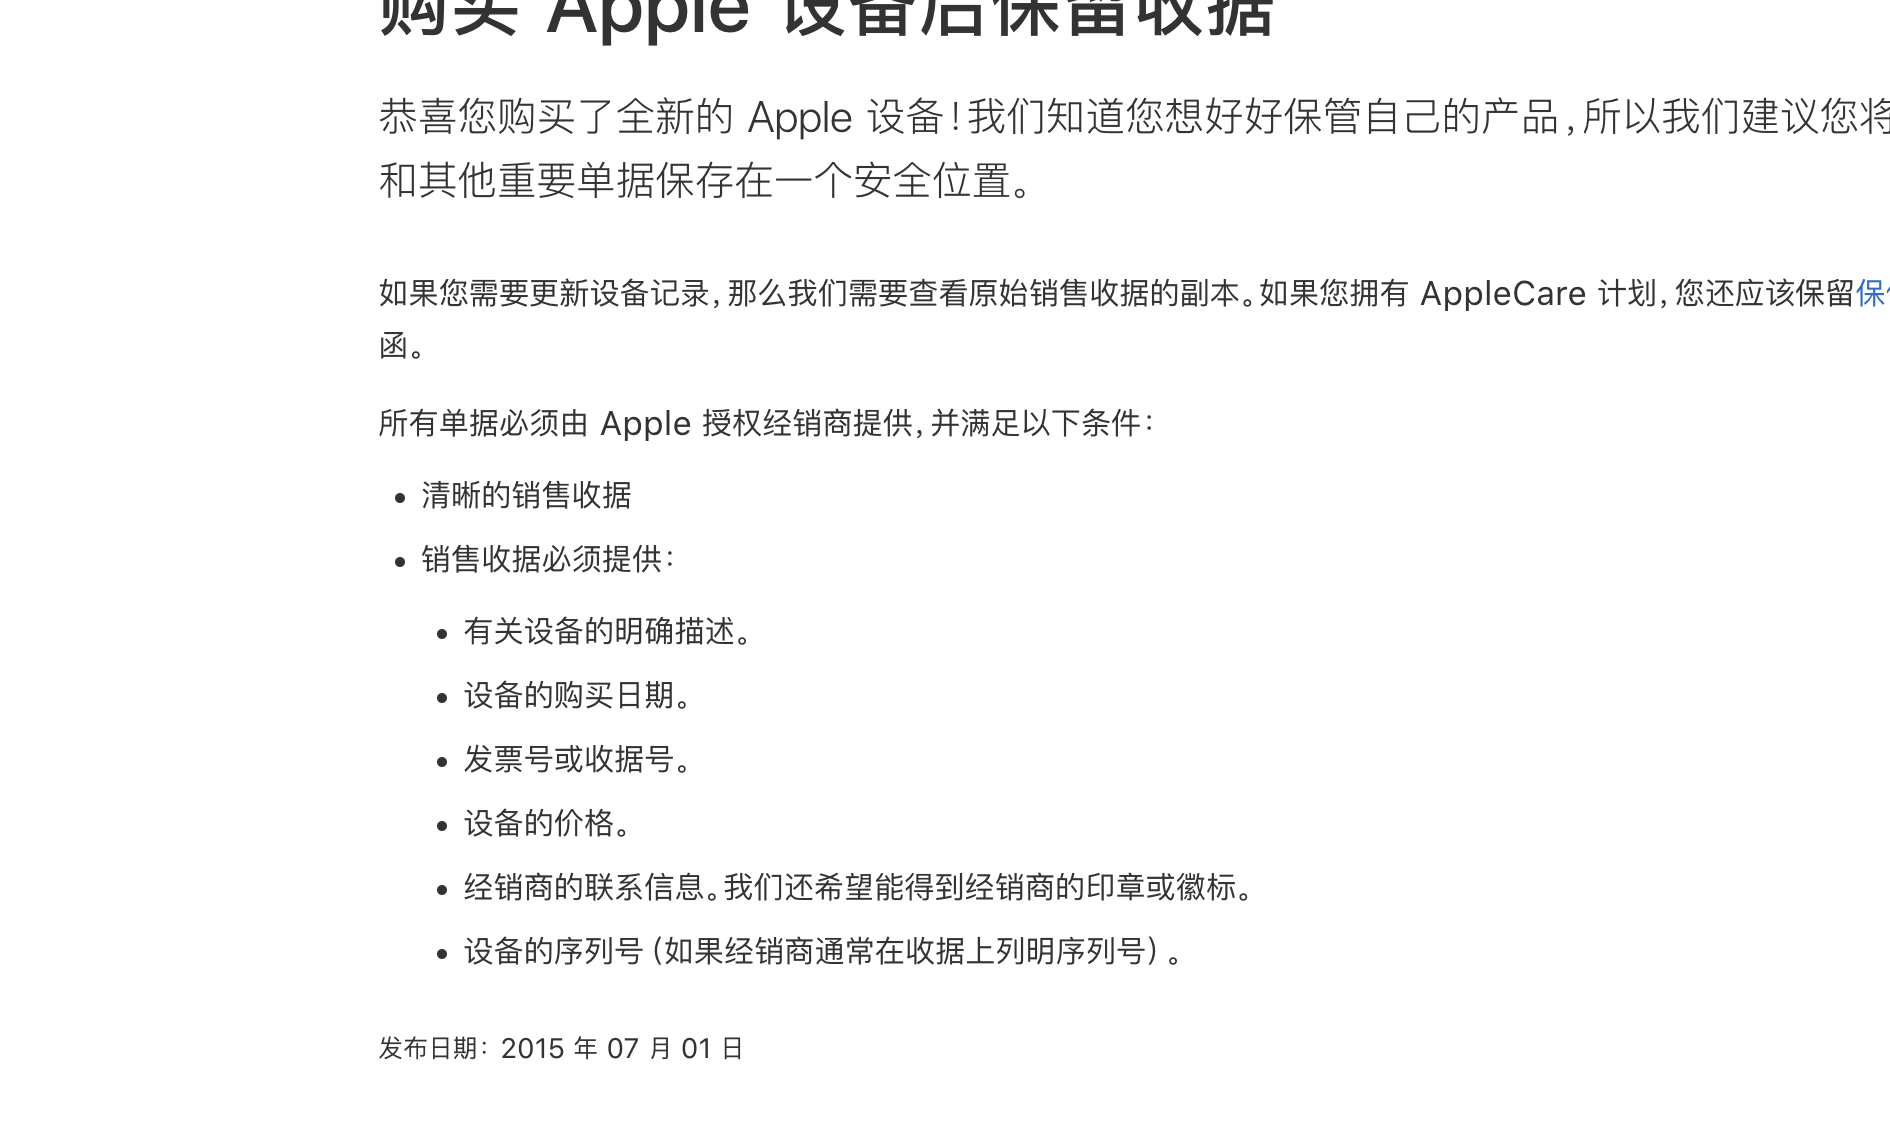 购买 Apple 设备后保留收据
恭喜您购买了全新的 Apple 设备！我们知道您想好好保管自己的产品，所以我们建议您将
和其他重要单据保存在一个安全位置。
如果您需要更新设备记录，那么我们需要查看原始销售收据的副本。如果您拥有 AppleCare 计划，您还应该保留保
函。
所有单据必须由 Apple 授权经销商提供，并满足以下条件：
• 清晰的销售收据
• 销售收据必须提供：
• 有关设备的明确描述。
• 设备的购买日期。
• 发票号或收据号。
• 设备的价格。
• 经销商的联系信息。我们还希望能得到经销商的印章或徽标。
• 设备的序列号（如果经销商通常在收据上列明序列号）。
发布日期：2015 年 07 月 01 日